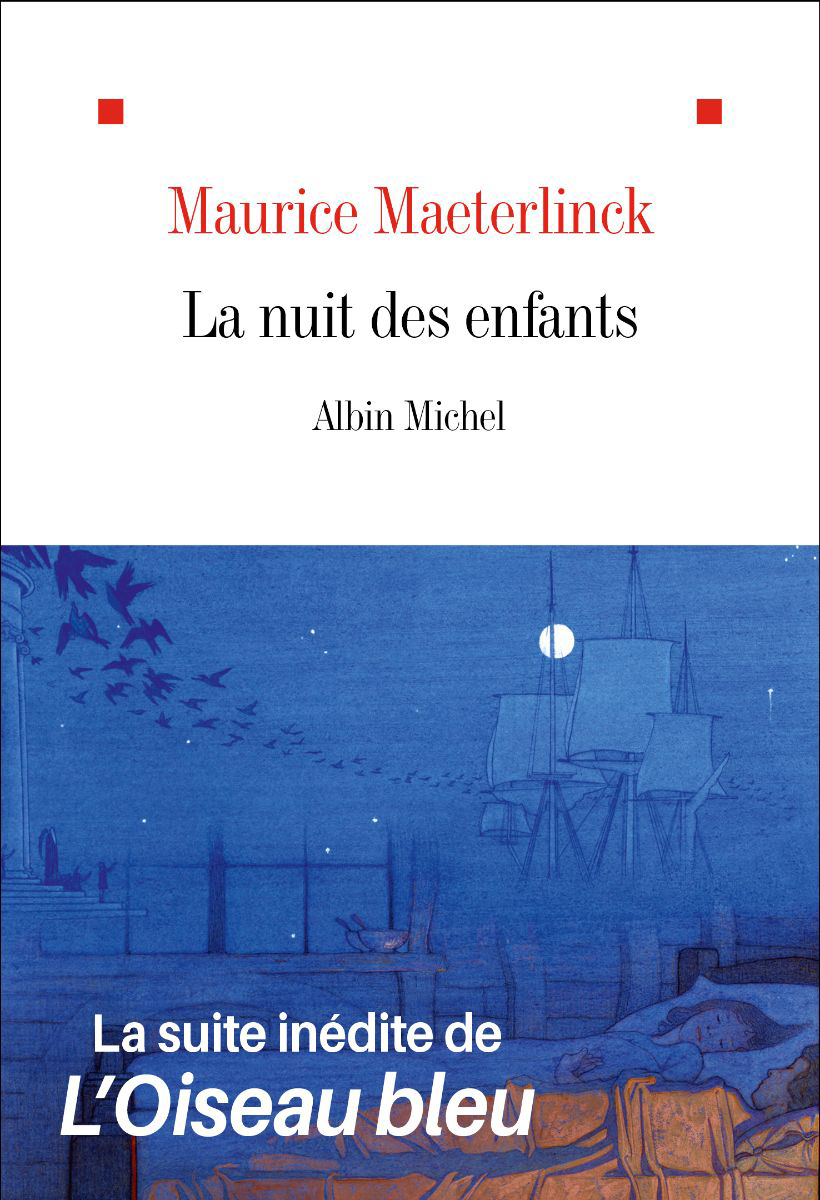 Maurice Maeterlinck
La nuit des enfants
Albin Michel
La suite inédite de
L’Oiseau bleu